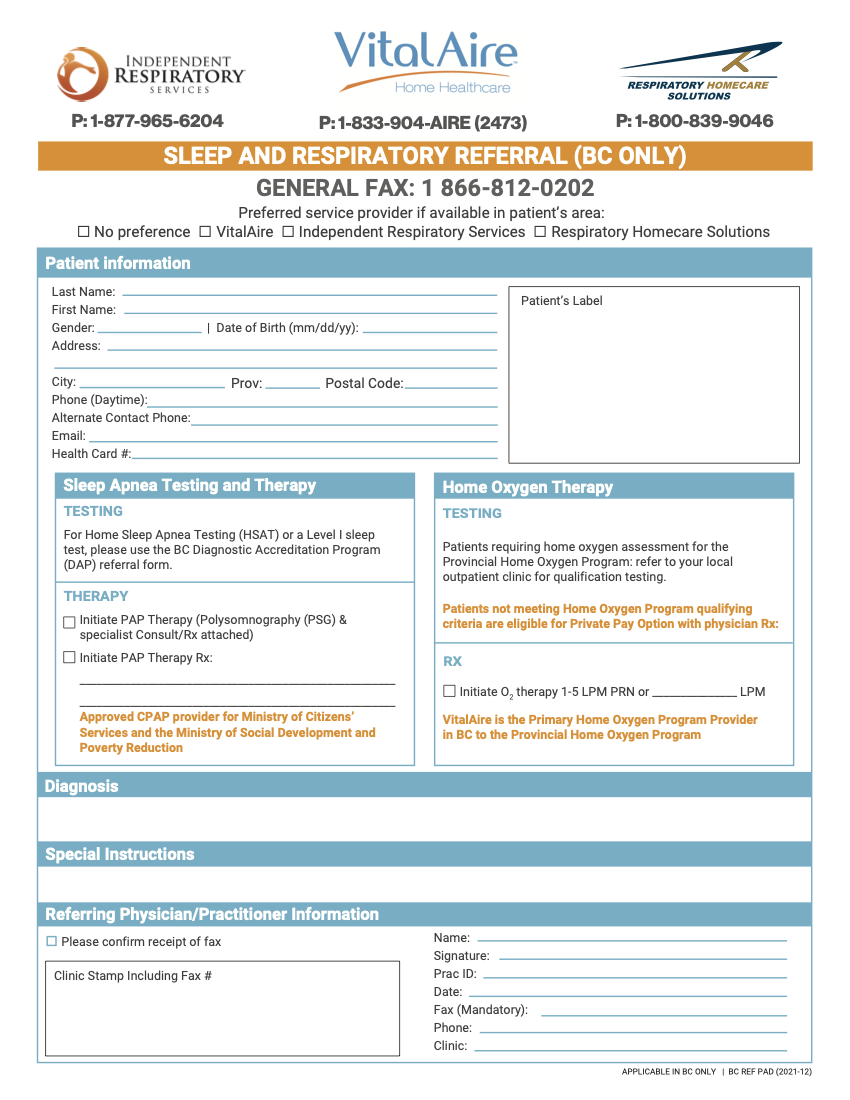 INDEPENDENT
RESPIRATORY
SERVICES
P: 1-877-965-6204
VitalAire™
Home Healthcare
P: 1-833-904-AIRE (2473)
RESPIRATORY HOMECARE
SOLUTIONS
P: 1-800-839-9046
SLEEP AND RESPIRATORY REFERRAL (BC ONLY)
GENERAL FAX: 1 866-812-0202
Preferred service provider if available in patient’s area:
☐ No preference ☐ VitalAire ☐ Independent Respiratory Services ☐ Respiratory Homecare Solutions
Patient information
Last Name:
First Name:
Gender: | Date of Birth (mm/dd/yy):
Address:
City: Prov: Postal Code:
Phone (Daytime):
Alternate Contact Phone:
Email:
Health Card #:
Patient’s Label
Sleep Apnea Testing and Therapy
TESTING
For Home Sleep Apnea Testing (HSAT) or a Level I sleep
test, please use the BC Diagnostic Accreditation Program
(DAP) referral form.
THERAPY
☐ Initiate PAP Therapy (Polysomnography (PSG) &
specialist Consult/Rx attached)
☐ Initiate PAP Therapy Rx:
Approved CPAP provider for Ministry of Citizens’
Services and the Ministry of Social Development and
Poverty Reduction
Home Oxygen Therapy
TESTING
Patients requiring home oxygen assessment for the
Provincial Home Oxygen Program: refer to your local
outpatient clinic for qualification testing.
Patients not meeting Home Oxygen Program qualifying
criteria are eligible for Private Pay Option with physician Rx:
RX
☐ Initiate O₂ therapy 1-5 LPM PRN or ______________ LPM
VitalAire is the Primary Home Oxygen Program Provider
in BC to the Provincial Home Oxygen Program
Diagnosis
Special Instructions
Referring Physician/Practitioner Information
☐ Please confirm receipt of fax
Clinic Stamp Including Fax #
Name:
Signature:
Prac ID:
Date:
Fax (Mandatory):
Phone:
Clinic:
APPLICABLE IN BC ONLY | BC REF PAD (2021-12)